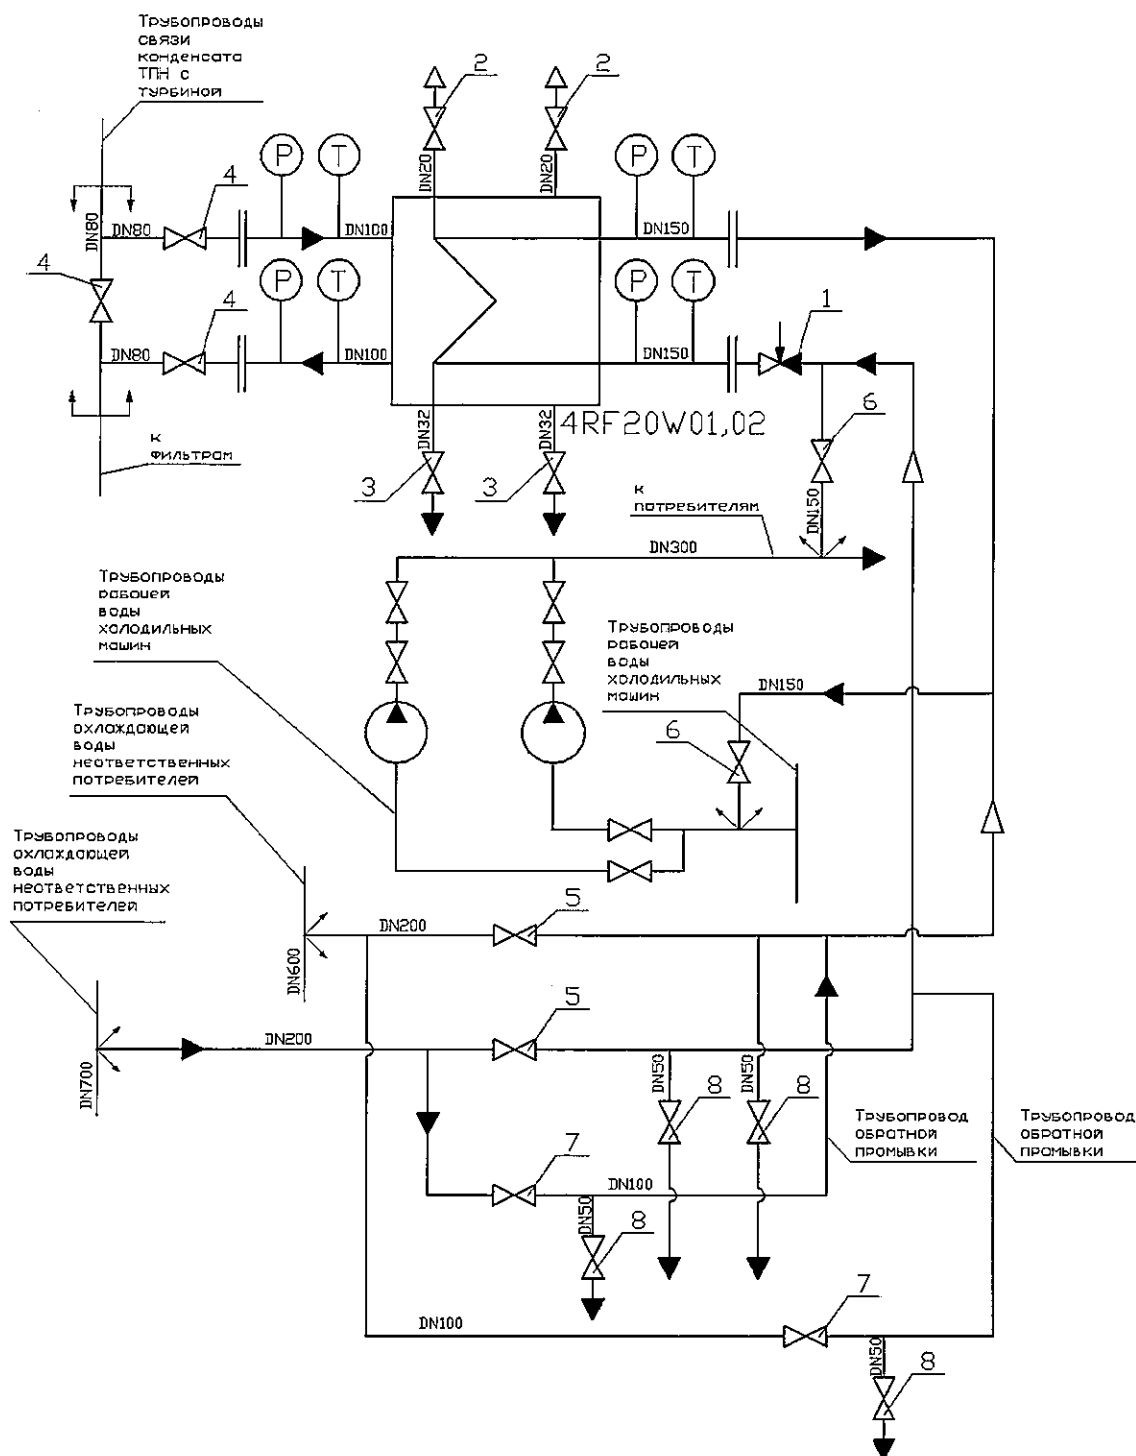 Трубопроводы
связи
конденсата
ТПН с
турбиной
2
2
P
T
P
T
4
DN20
DN20
DN80
DN80
DN100
DN150
4
P
T
P
T
4
1
DN80
DN100
DN150
DN32
DN32
4RF20W01,02
6
к
фильтрам
3
3
к
потребителям
DN150
DN300
Трубопроводы
рабочей
воды
холодильных
машин
Трубопроводы
рабочей
воды
холодильных
машин
DN150
Трубопроводы
охлаждающей
воды
неответственных
потребителей
6
Трубопроводы
охлаждающей
воды
неответственных
потребителей
5
DN200
DN600
5
DN200
DN700
DN50
8
DN50
8
Трубопровод
обратной
промывки
Трубопровод
обратной
промывки
7
DN100
DN50
8
7
DN100
DN50
8